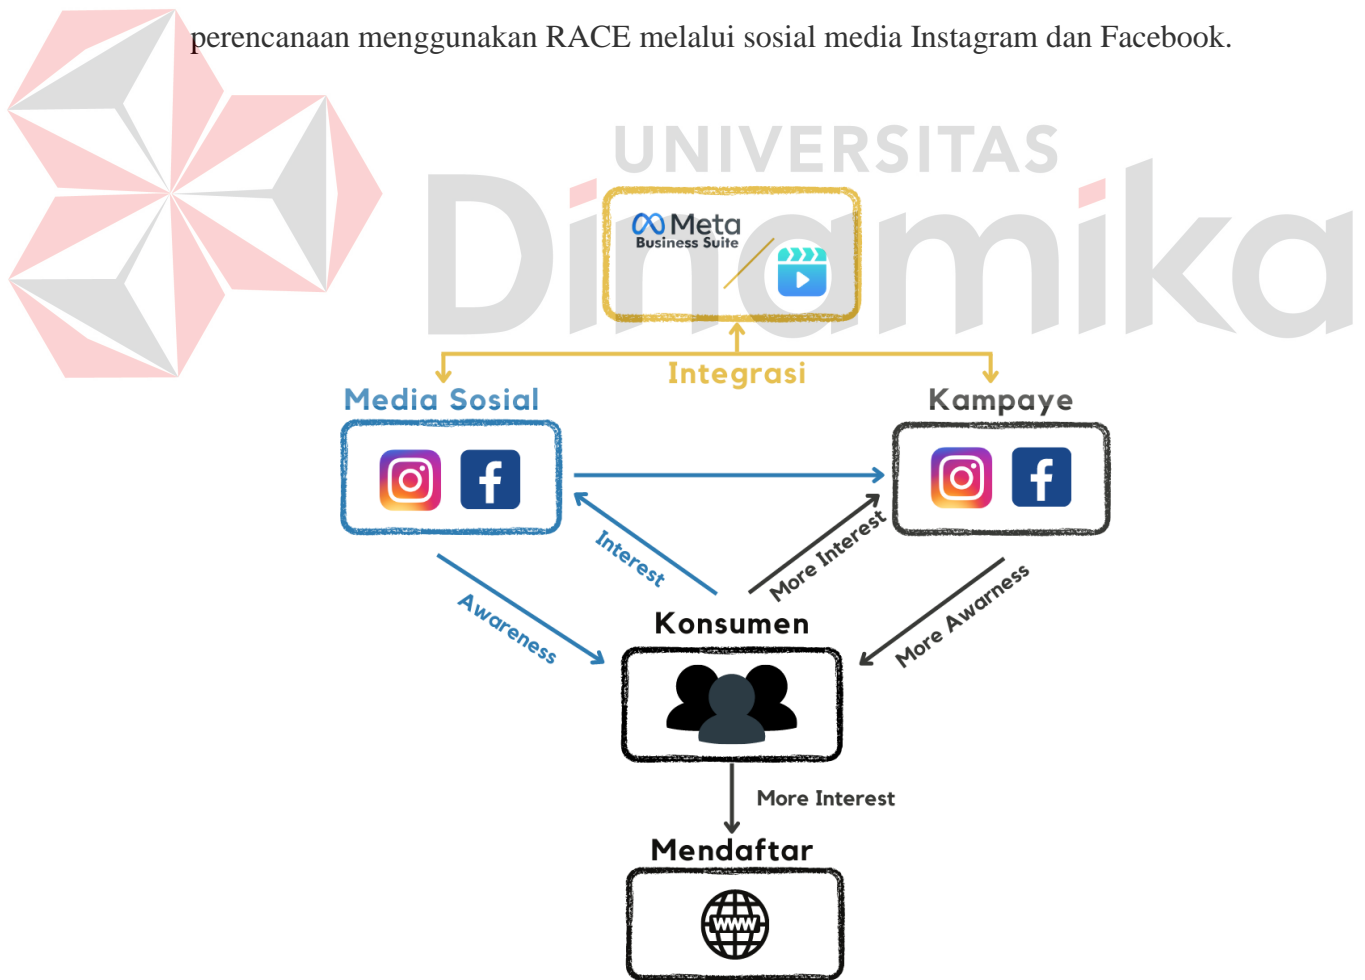 perencanaan menggunakan RACE melalui sosial media Instagram dan Facebook.
UNIVERSITAS
Dinamika
Meta
Business Suite
Integrasi
Media Sosial
Kampaye
Interest
More Interest
Awareness
More Awarness
Konsumen
More Interest
Mendaftar
WWW